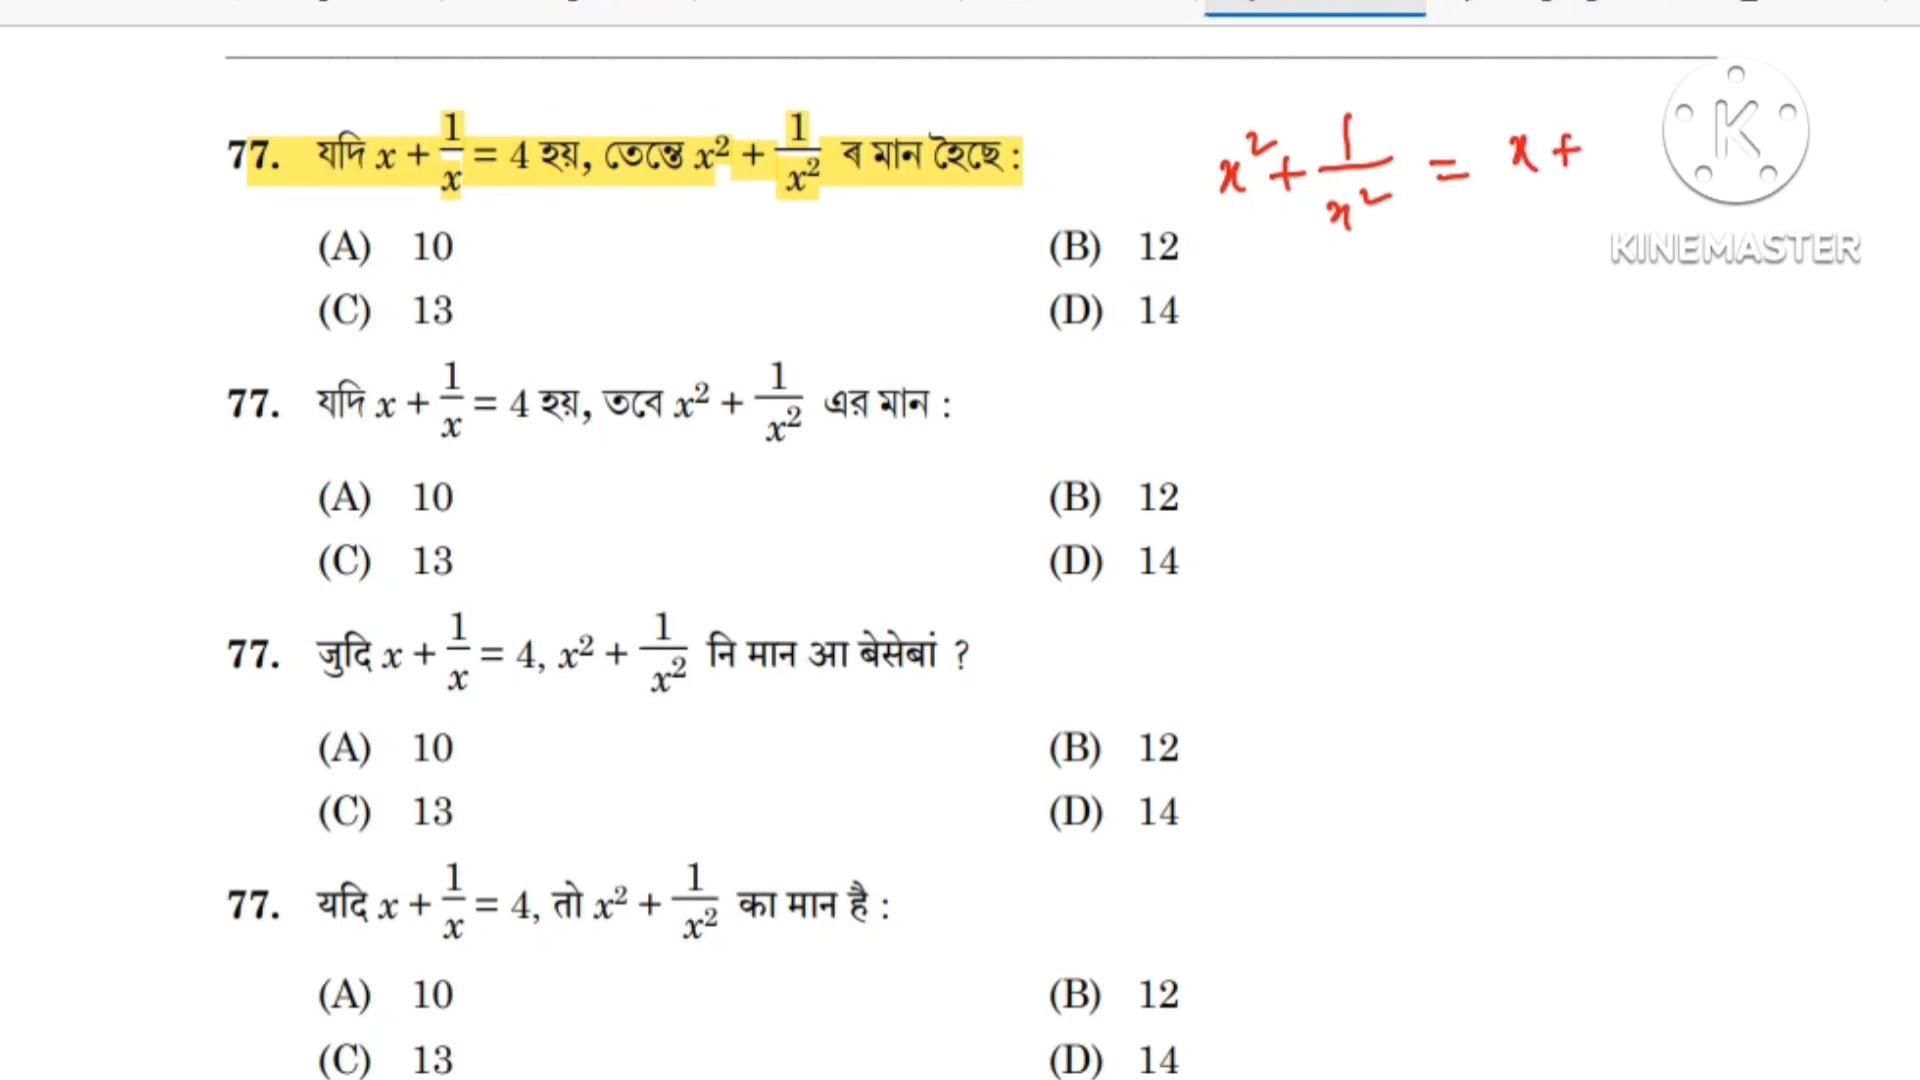 77. যদি x + 1/x = 4 হয়, তেন্তে x² + 1/x² ৰ মান হৈছে :
x² + 1/x² = x +
KINEMASTER
(A) 10 (B) 12
(C) 13 (D) 14
77. যদি x + 1/x = 4 হয়, তবে x² + 1/x² এর মান :
(A) 10 (B) 12
(C) 13 (D) 14
77. जुदि x + 1/x = 4, x² + 1/x² नि मान आ बेसेबां ?
(A) 10 (B) 12
(C) 13 (D) 14
77. यदि x + 1/x = 4, तो x² + 1/x² का मान है :
(A) 10 (B) 12
(C) 13 (D) 14